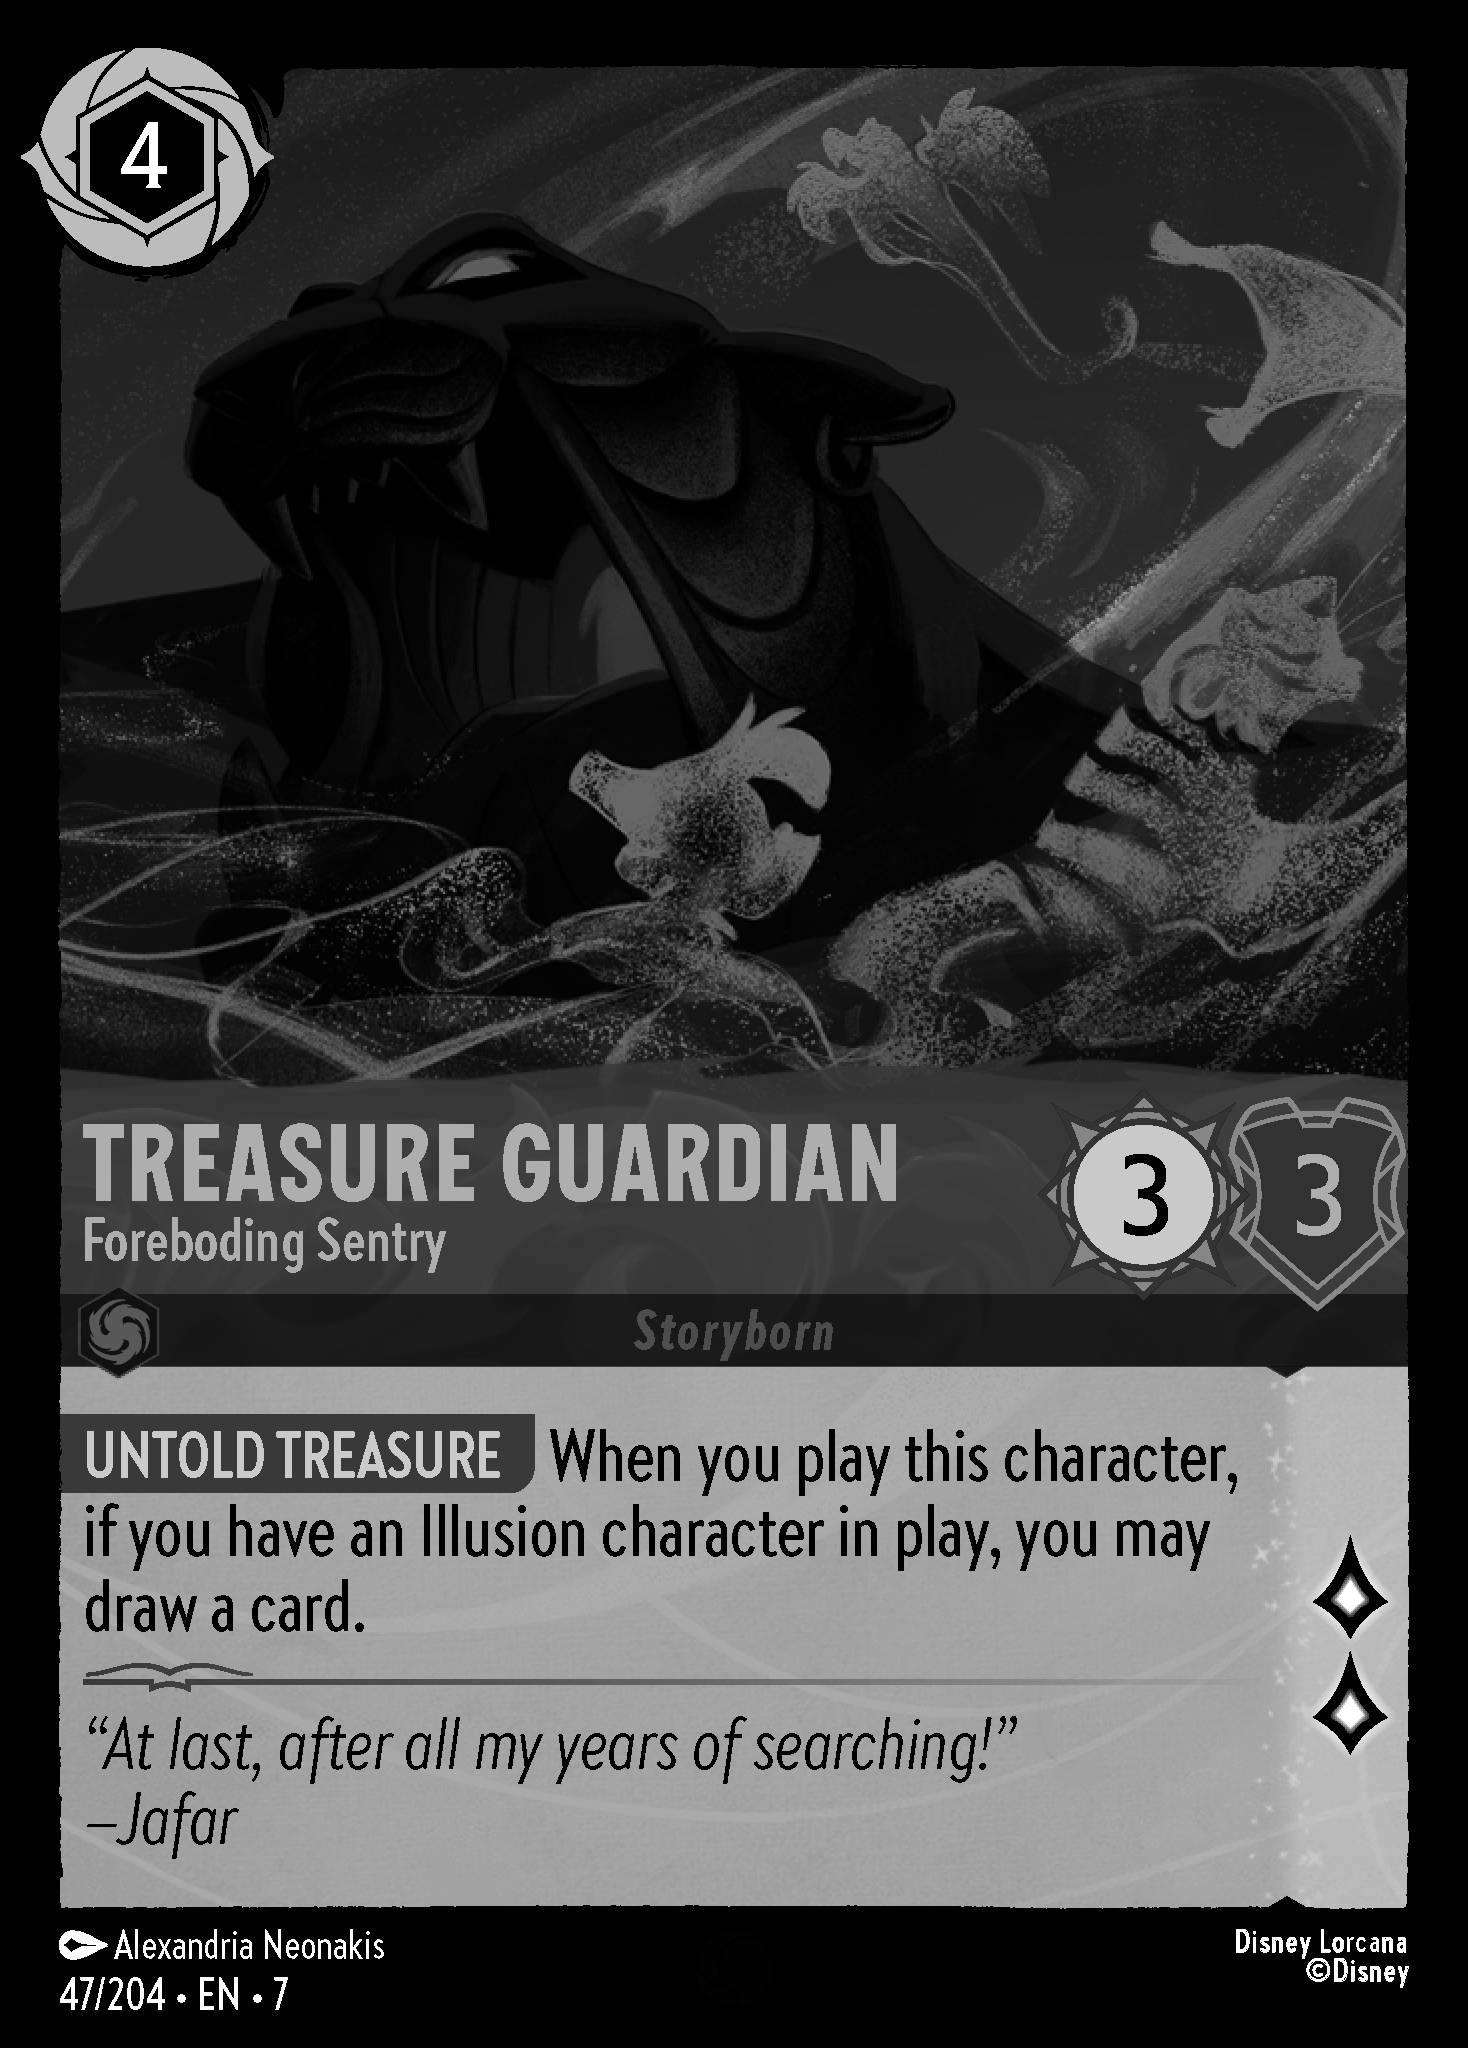 4
TREASURE GUARDIAN
Foreboding Sentry
3
3
Storyborn
UNTOLD TREASURE When you play this character,
if you have an Illusion character in play, you may
draw a card.
“At last, after all my years of searching!”
–Jafar
Alexandria Neonakis
47/204 • EN • 7
Disney Lorcana
©Disney